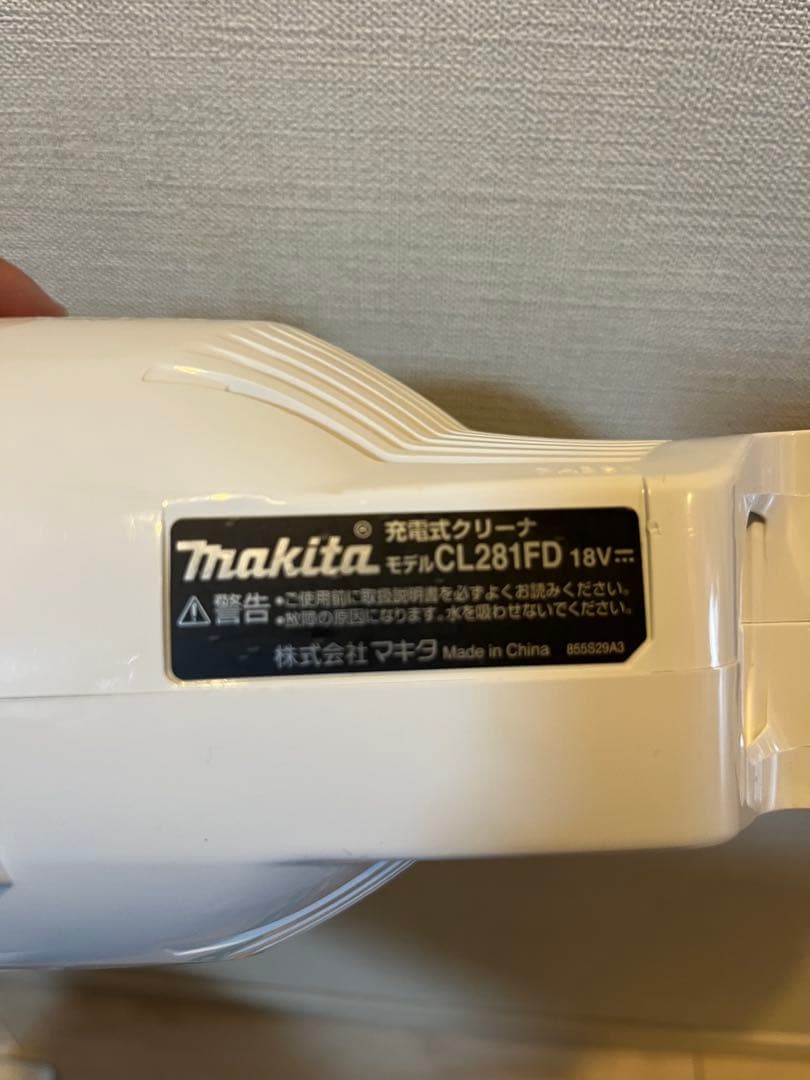 makita® 充電式クリーナ
モデルCL281FD 18V⎓
⚠警告 •ご使用前に取扱説明書を必ずよくお読みください。
•故障の原因になります。水を吸わせないでください。
株式会社マキタ Made in China 855S29A3